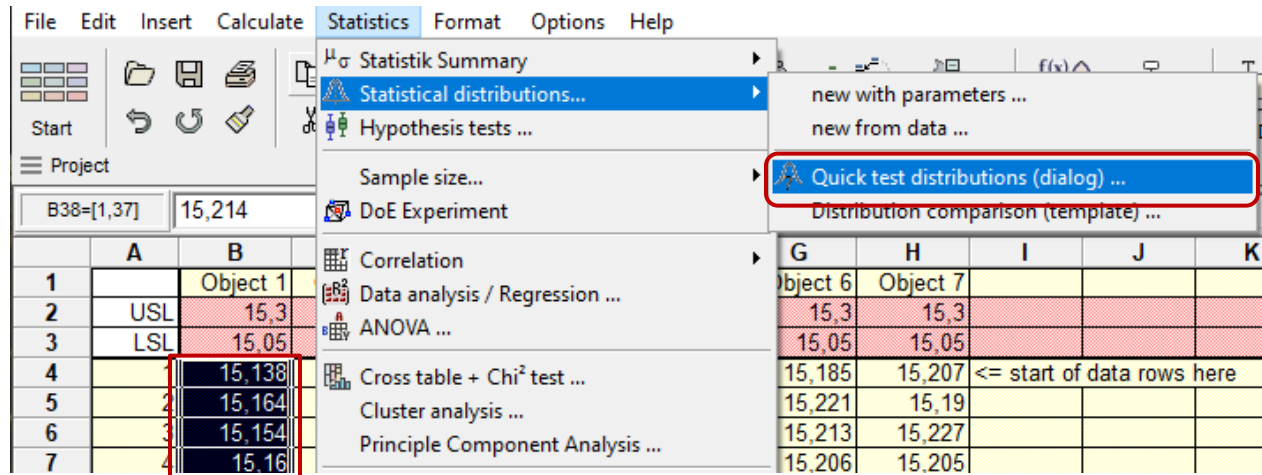 File Edit Insert Calculate Statistics Format Options Help
Start
Project
B38=[1,37] 15,214
μσ Statistik Summary
Statistical distributions...
Hypothesis tests ...
Sample size...
DoE Experiment
Correlation
Data analysis / Regression ...
ANOVA ...
Cross table + Chi² test ...
Cluster analysis ...
Principle Component Analysis ...
new with parameters ...
new from data ...
Quick test distributions (dialog) ...
Distribution comparison (template) ...
A B G H I J K
1 Object 1 Object 6 Object 7
2 USL 15,3 15,3 15,3
3 LSL 15,05 15,05 15,05
4 1 15,138 15,185 15,207 <= start of data rows here
5 2 15,164 15,221 15,19
6 3 15,154 15,213 15,227
7 4 15,16 15,206 15,205